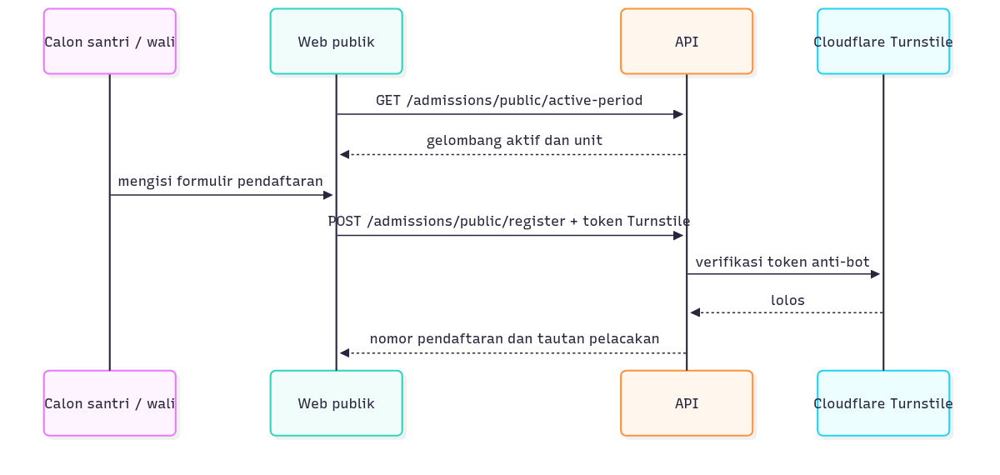 Calon santri / wali
Web publik
API
Cloudflare Turnstile
GET /admissions/public/active-period
gelombang aktif dan unit
mengisi formulir pendaftaran
POST /admissions/public/register + token Turnstile
verifikasi token anti-bot
lolos
nomor pendaftaran dan tautan pelacakan
Calon santri / wali
Web publik
API
Cloudflare Turnstile